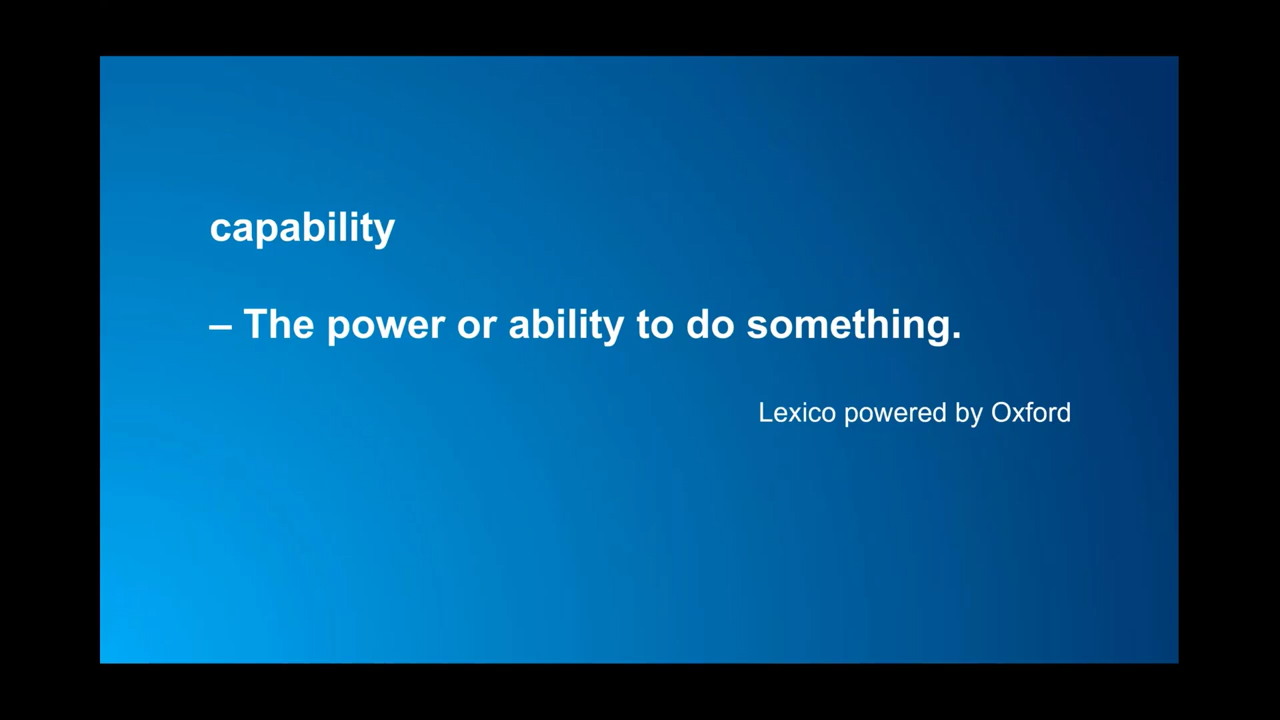 capability
– The power or ability to do something.
Lexico powered by Oxford